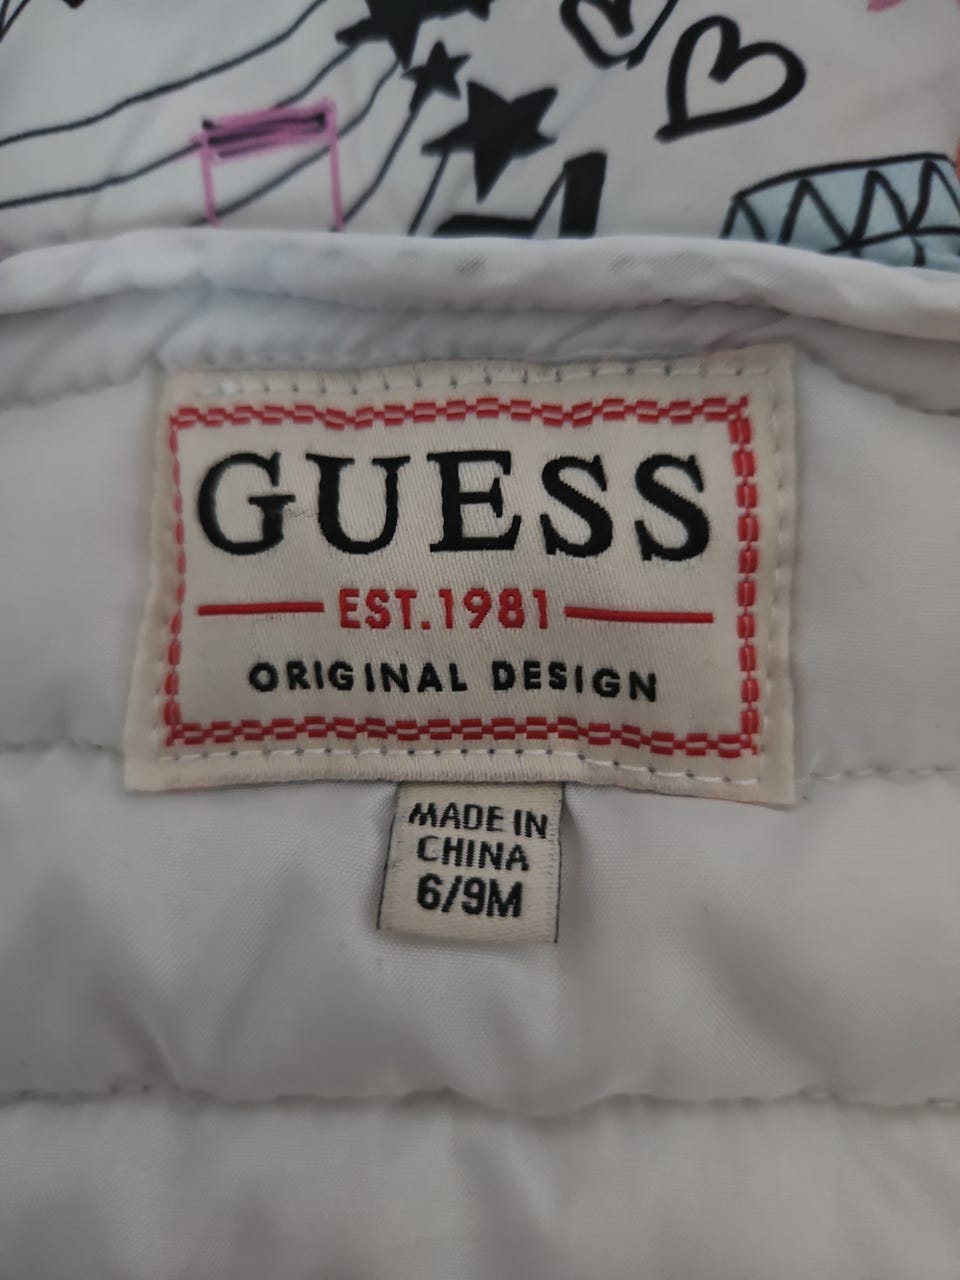 GUESS
EST.1981
ORIGINAL DESIGN
MADE IN
CHINA
6/9M